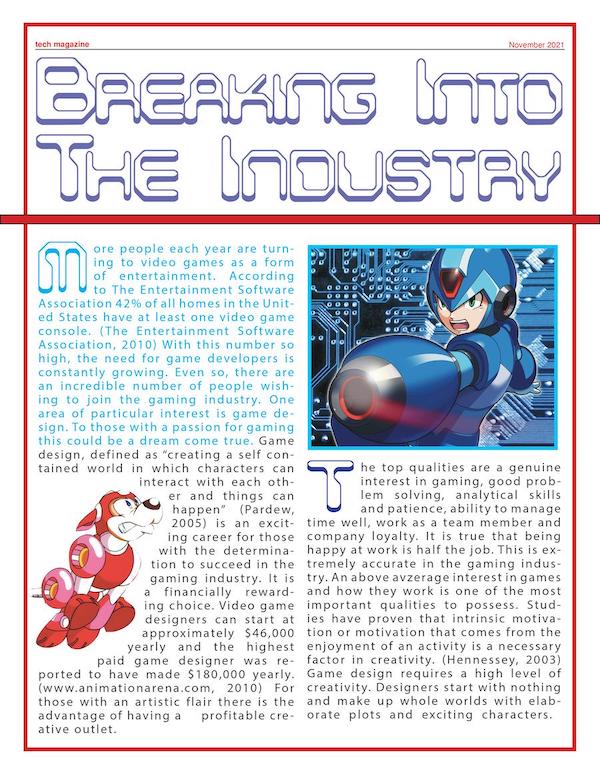 tech magazine
November 2021
Breaking Into
The Industry
More people each year are turn-
ing to video games as a form
of entertainment. According
to The Entertainment Software
Association 42% of all homes in the Unit-
ed States have at least one video game
console. (The Entertainment Software
Association, 2010) With this number so
high, the need for game developers is
constantly growing. Even so, there are
an incredible number of people wish-
ing to join the gaming industry. One
area of particular interest is game de-
sign. To those with a passion for gaming
this could be a dream come true. Game
design, defined as “creating a self con-
tained world in which characters can
interact with each oth-
er and things can
happen” (Pardew,
2005) is an excit-
ing career for those
with the determina-
tion to succeed in the
gaming industry. It is
a financially reward-
ing choice. Video game
designers can start at
approximately $46,000
yearly and the highest
paid game designer was re-
ported to have made $180,000 yearly.
(www.animationarena.com, 2010) For
those with an artistic flair there is the
advantage of having a profitable cre-
ative outlet.
The top qualities are a genuine
interest in gaming, good prob-
lem solving, analytical skills
and patience, ability to manage
time well, work as a team member and
company loyalty. It is true that being
happy at work is half the job. This is ex-
tremely accurate in the gaming indus-
try. An above avzerage interest in games
and how they work is one of the most
important qualities to possess. Stud-
ies have proven that intrinsic motiva-
tion or motivation that comes from the
enjoyment of an activity is a necessary
factor in creativity. (Hennessey, 2003)
Game design requires a high level of
creativity. Designers start with nothing
and make up whole worlds with elab-
orate plots and exciting characters.